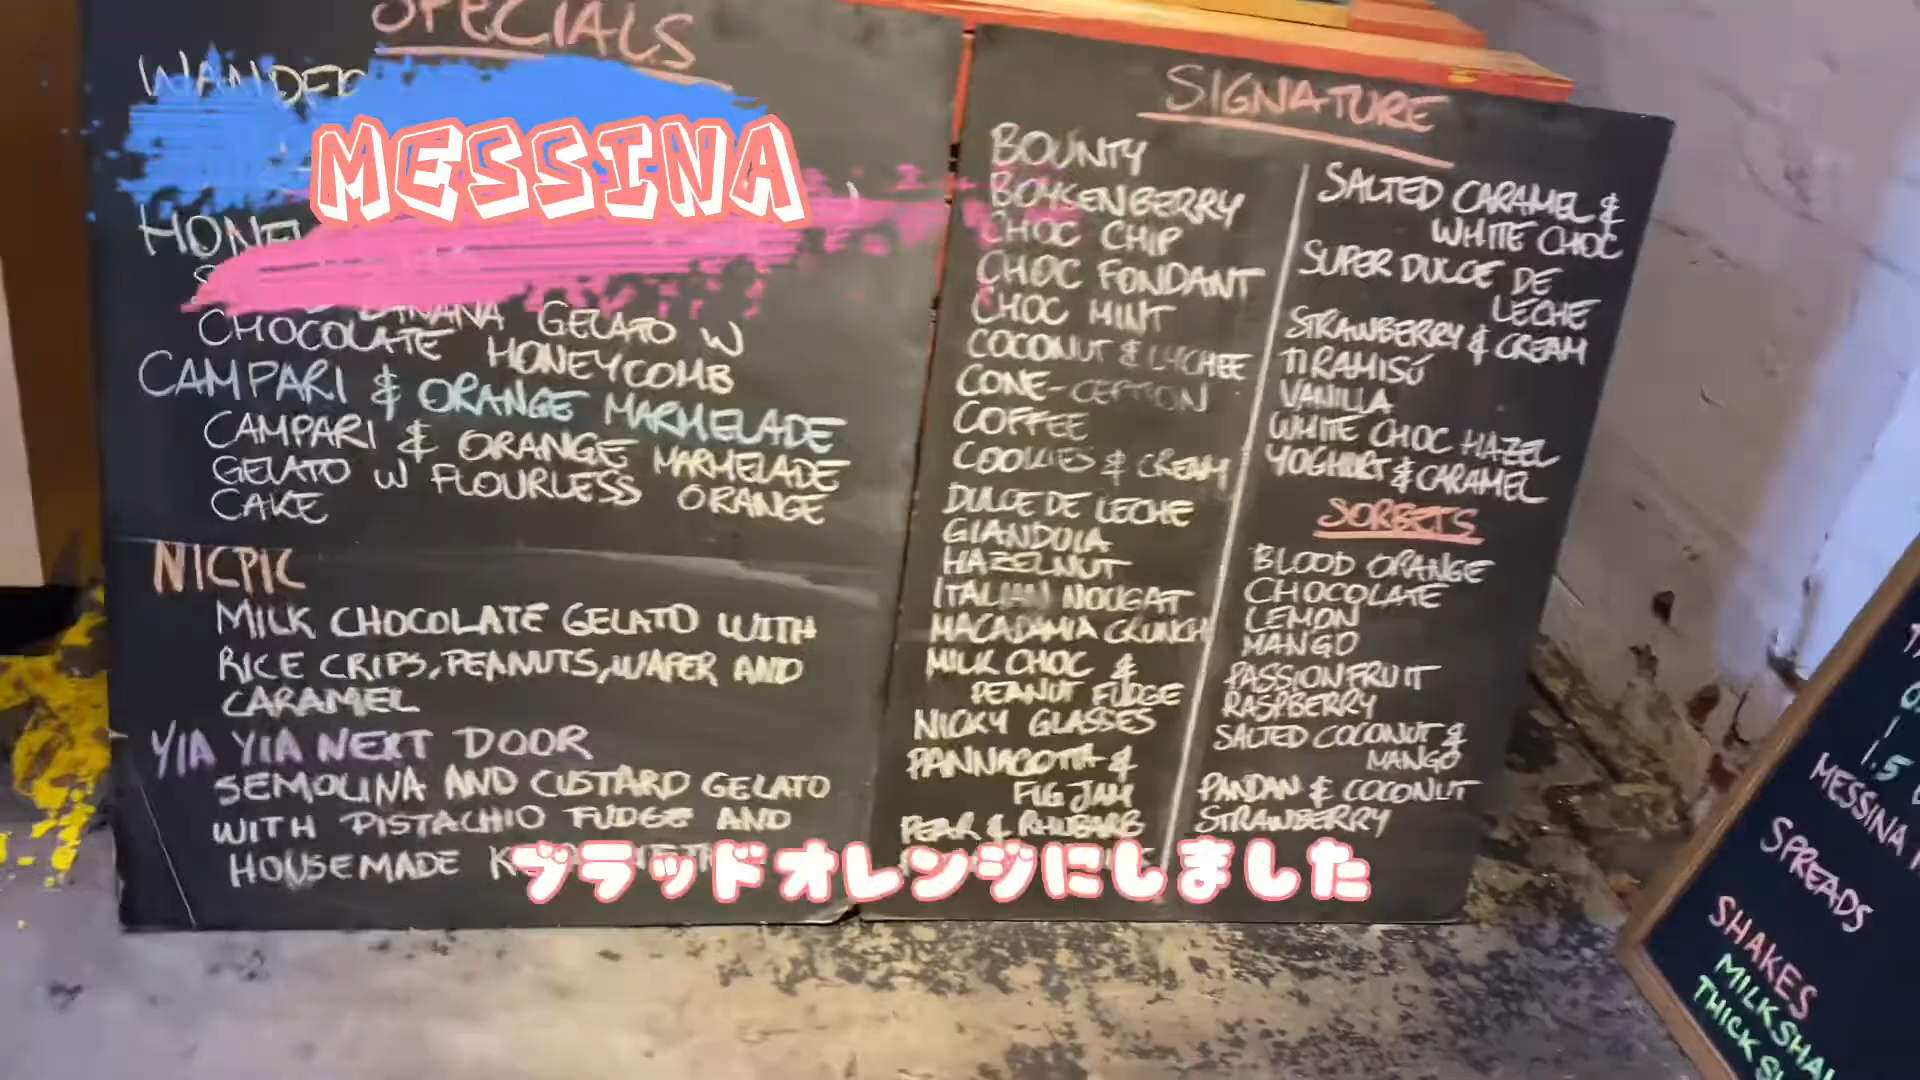 SPECIALS
MESSINA
BANANA GELATO W
CHOCOLATE HONEYCOMB
CAMPARI & ORANGE MARMELADE
CAMPARI & ORANGE MARMELADE
GELATO W FLOURLESS ORANGE
CAKE
NICPIC
MILK CHOCOLATE GELATO WITH
RICE CRIPS, PEANUTS, WAFER AND
CARAMEL
YIA YIA NEXT DOOR
SEMOLINA AND CUSTARD GELATO
WITH PISTACHIO FUDGE AND
HOUSEMADE
SIGNATURE
BOUNTY
BOYSENBERRY
CHOC CHIP
CHOC FONDANT
CHOC MINT
COCONUT & LYCHEE
CONE-CEPTION
COFFEE
COOKIES & CREAM
DULCE DE LECHE
GIANDUIA
HAZELNUT
ITALIAN NOUGAT
MACADAMIA CRUNCH
MILK CHOC &
PEANUT FUDGE
NICKY GLASSES
PANNACOTTA &
FIG JAM
PEAR & RHUBARB
SALTED CARAMEL &
WHITE CHOC
SUPER DULCE DE
LECHE
STRAWBERRY & CREAM
TIRAMISÚ
VANILLA
WHITE CHOC HAZEL
YOGHURT & CARAMEL
SORBETS
BLOOD ORANGE
CHOCOLATE
LEMON
MANGO
PASSIONFRUIT
RASPBERRY
SALTED COCONUT &
MANGO
PANDAN & COCONUT
STRAWBERRY
ブラッドオレンジにしました
1
1.5
MESSINA
SPREADS
SHAKES
MILKSHA
THICK S